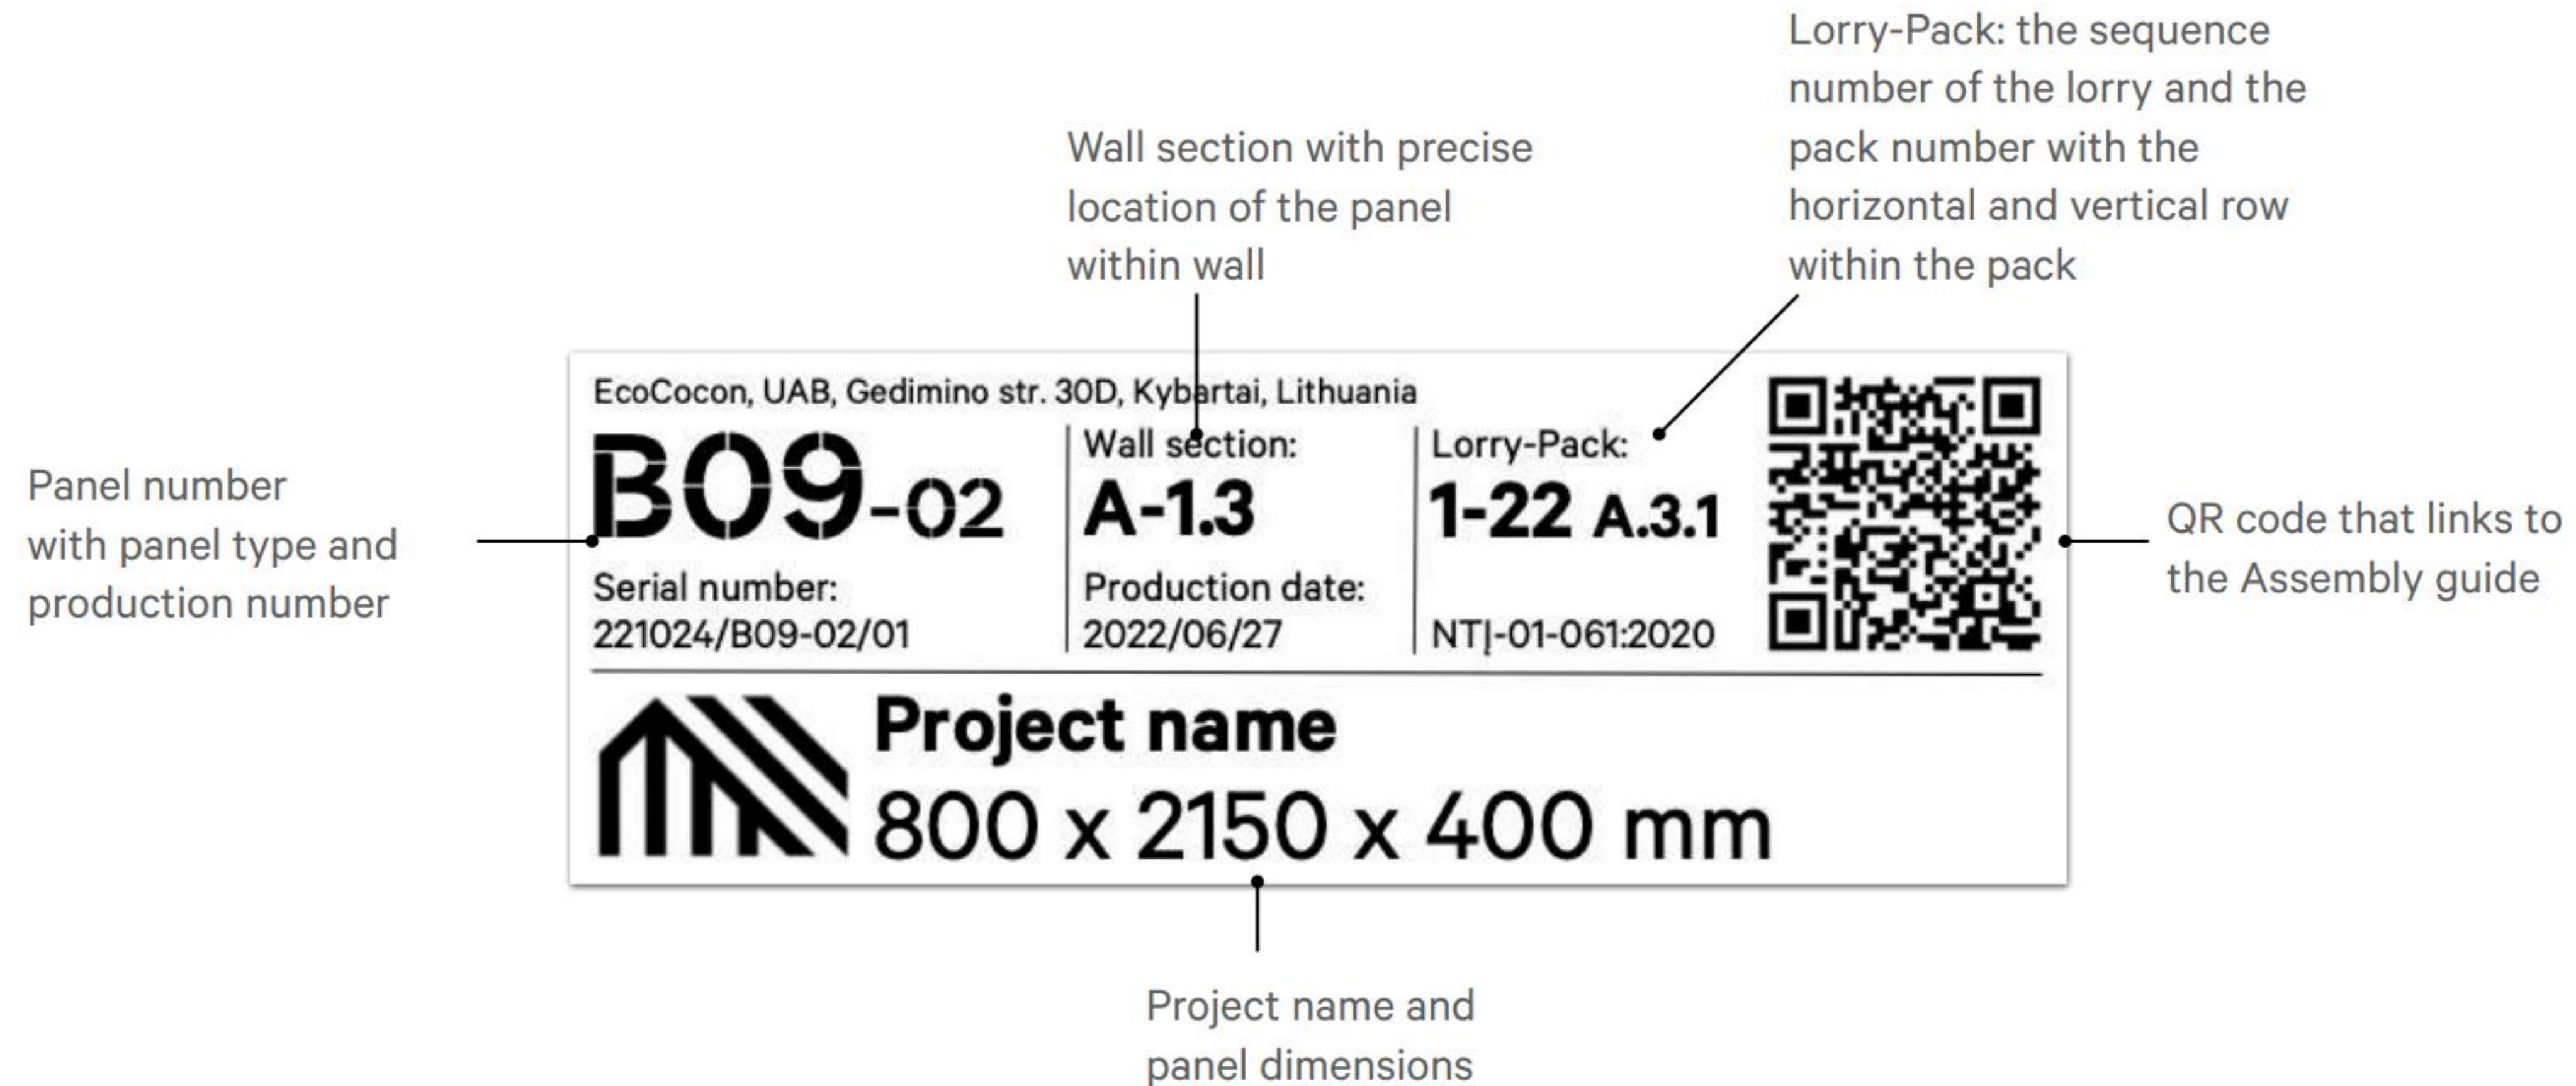 Lorry-Pack: the sequence
number of the lorry and the
pack number with the
horizontal and vertical row
within the pack
Wall section with precise
location of the panel
within wall
EcoCocon, UAB, Gedimino str. 30D, Kybartai, Lithuania
B09-02
Serial number:
221024/B09-02/01
Wall section:
A-1.3
Production date:
2022/06/27
Lorry-Pack:
1-22 A.3.1
NTĮ-01-061:2020
Panel number
with panel type and
production number
QR code that links to
the Assembly guide
Project name
800 x 2150 x 400 mm
Project name and
panel dimensions